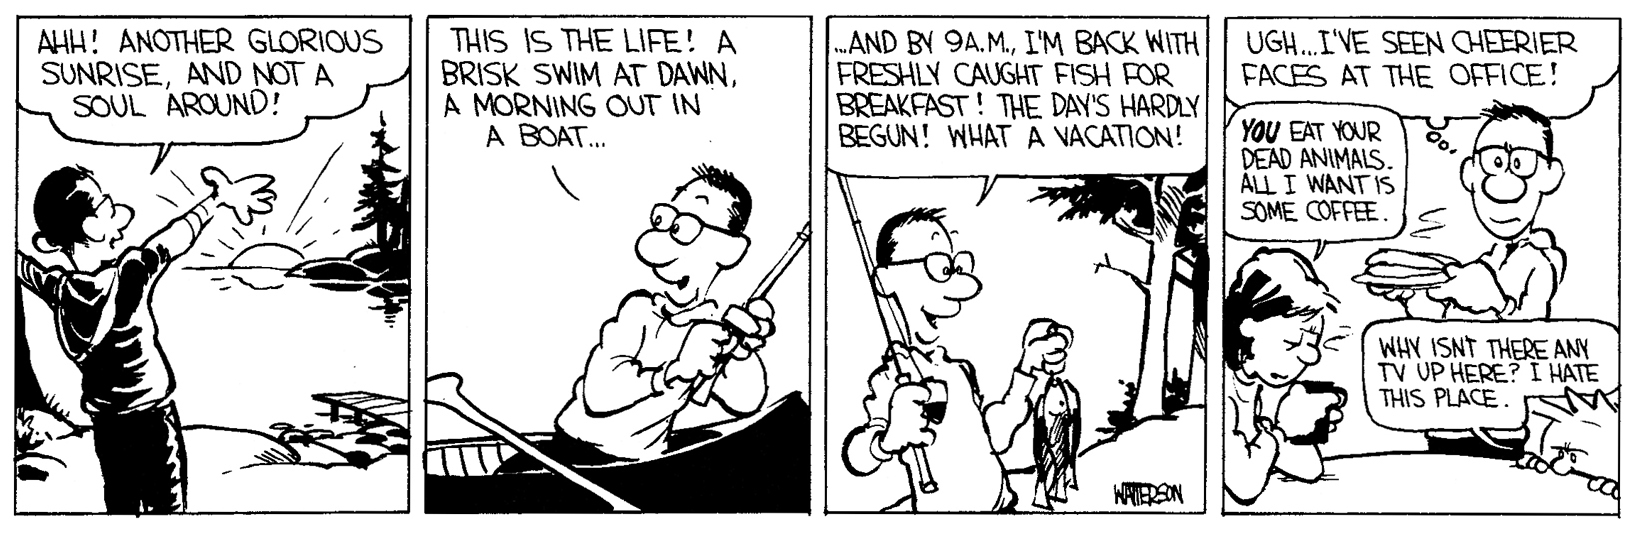 AHH! ANOTHER GLORIOUS
SUNRISE, AND NOT A
SOUL AROUND!
THIS IS THE LIFE! A
BRISK SWIM AT DAWN,
A MORNING OUT IN
A BOAT...
...AND BY 9 A.M., I'M BACK WITH
FRESHLY CAUGHT FISH FOR
BREAKFAST! THE DAY'S HARDLY
BEGUN! WHAT A VACATION!
WATTERSON
UGH...I'VE SEEN CHEERIER
FACES AT THE OFFICE!
YOU EAT YOUR
DEAD ANIMALS.
ALL I WANT IS
SOME COFFEE.
WHY ISN'T THERE ANY
TV UP HERE? I HATE
THIS PLACE.